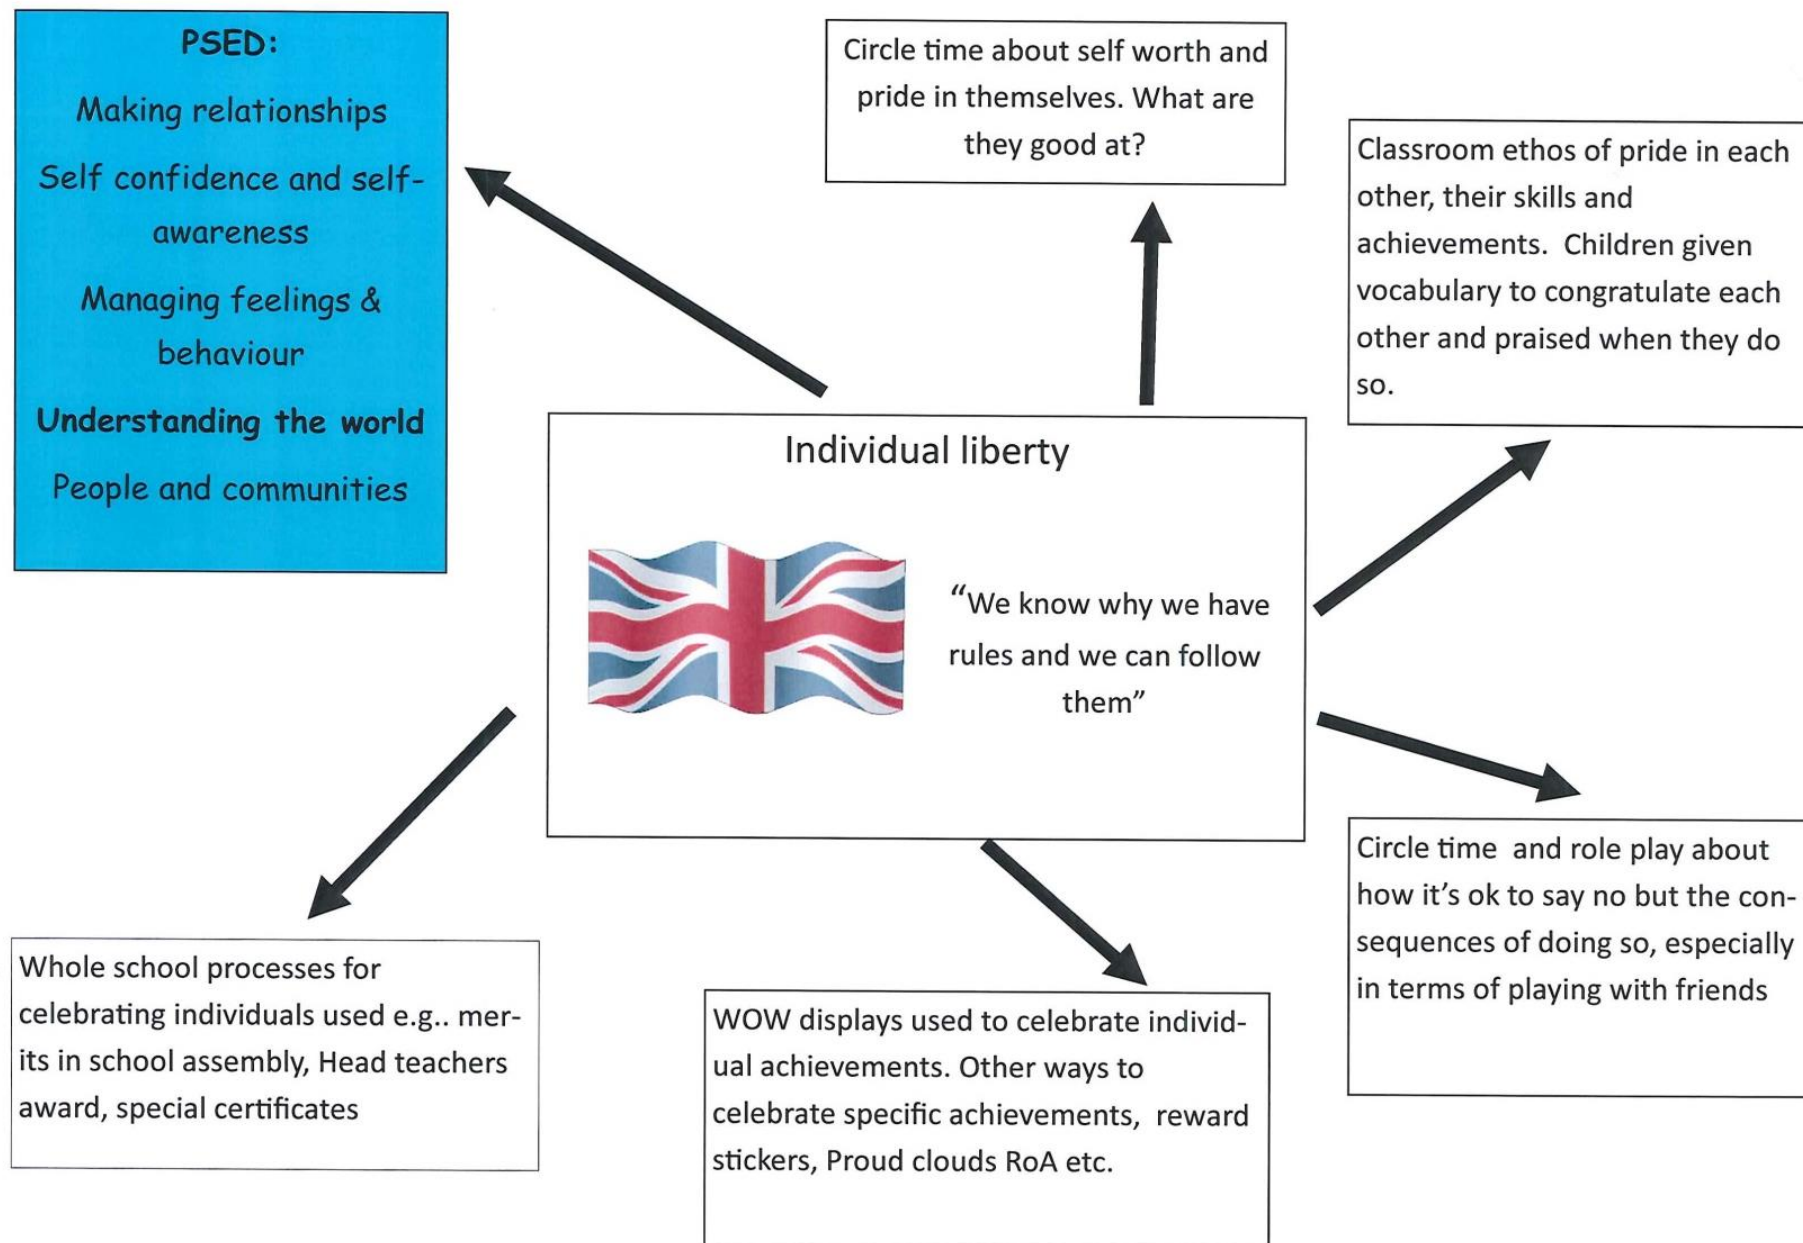 PSED:
Making relationships
Self confidence and self-
awareness
Managing feelings &
behaviour
Understanding the world
People and communities
Circle time about self worth and
pride in themselves. What are
they good at?
Classroom ethos of pride in each
other, their skills and
achievements.  Children given
vocabulary to congratulate each
other and praised when they do
so.
Individual liberty
“We know why we have
rules and we can follow
them”
Circle time  and role play about
how it’s ok to say no but the con-
sequences of doing so, especially
in terms of playing with friends
Whole school processes for
celebrating individuals used e.g.. mer-
its in school assembly, Head teachers
award, special certificates
WOW displays used to celebrate individ-
ual achievements. Other ways to
celebrate specific achievements,  reward
stickers, Proud clouds RoA etc.